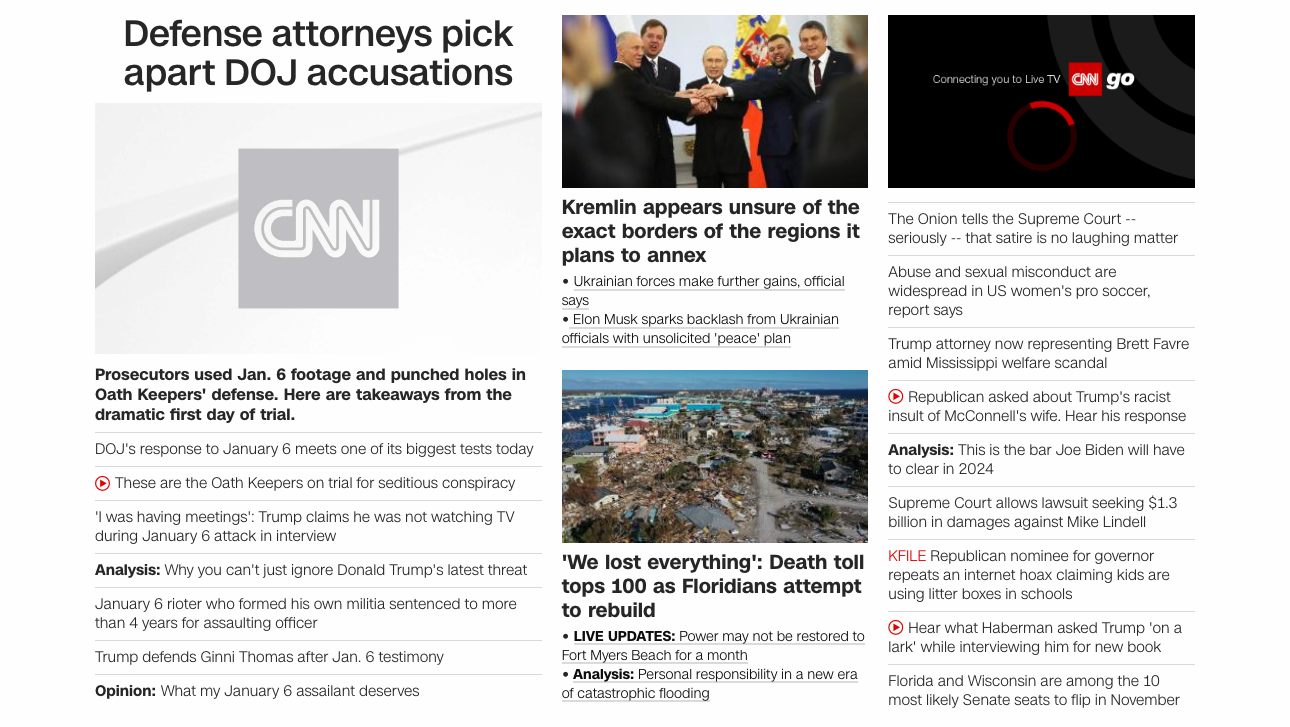 Defense attorneys pick
apart DOJ accusations
CNN
Prosecutors used Jan. 6 footage and punched holes in
Oath Keepers' defense. Here are takeaways from the
dramatic first day of trial.
DOJ's response to January 6 meets one of its biggest tests today
These are the Oath Keepers on trial for seditious conspiracy
'I was having meetings': Trump claims he was not watching TV
during January 6 attack in interview
Analysis: Why you can't just ignore Donald Trump's latest threat
January 6 rioter who formed his own militia sentenced to more
than 4 years for assaulting officer
Trump defends Ginni Thomas after Jan. 6 testimony
Opinion: What my January 6 assailant deserves
Kremlin appears unsure of the
exact borders of the regions it
plans to annex
• Ukrainian forces make further gains, official
says
• Elon Musk sparks backlash from Ukrainian
officials with unsolicited 'peace' plan
'We lost everything': Death toll
tops 100 as Floridians attempt
to rebuild
• LIVE UPDATES: Power may not be restored to
Fort Myers Beach for a month
• Analysis: Personal responsibility in a new era
of catastrophic flooding
Connecting you to Live TV CNN go
The Onion tells the Supreme Court --
seriously -- that satire is no laughing matter
Abuse and sexual misconduct are
widespread in US women's pro soccer,
report says
Trump attorney now representing Brett Favre
amid Mississippi welfare scandal
Republican asked about Trump's racist
insult of McConnell's wife. Hear his response
Analysis: This is the bar Joe Biden will have
to clear in 2024
Supreme Court allows lawsuit seeking $1.3
billion in damages against Mike Lindell
KFILE Republican nominee for governor
repeats an internet hoax claiming kids are
using litter boxes in schools
Hear what Haberman asked Trump 'on a
lark' while interviewing him for new book
Florida and Wisconsin are among the 10
most likely Senate seats to flip in November